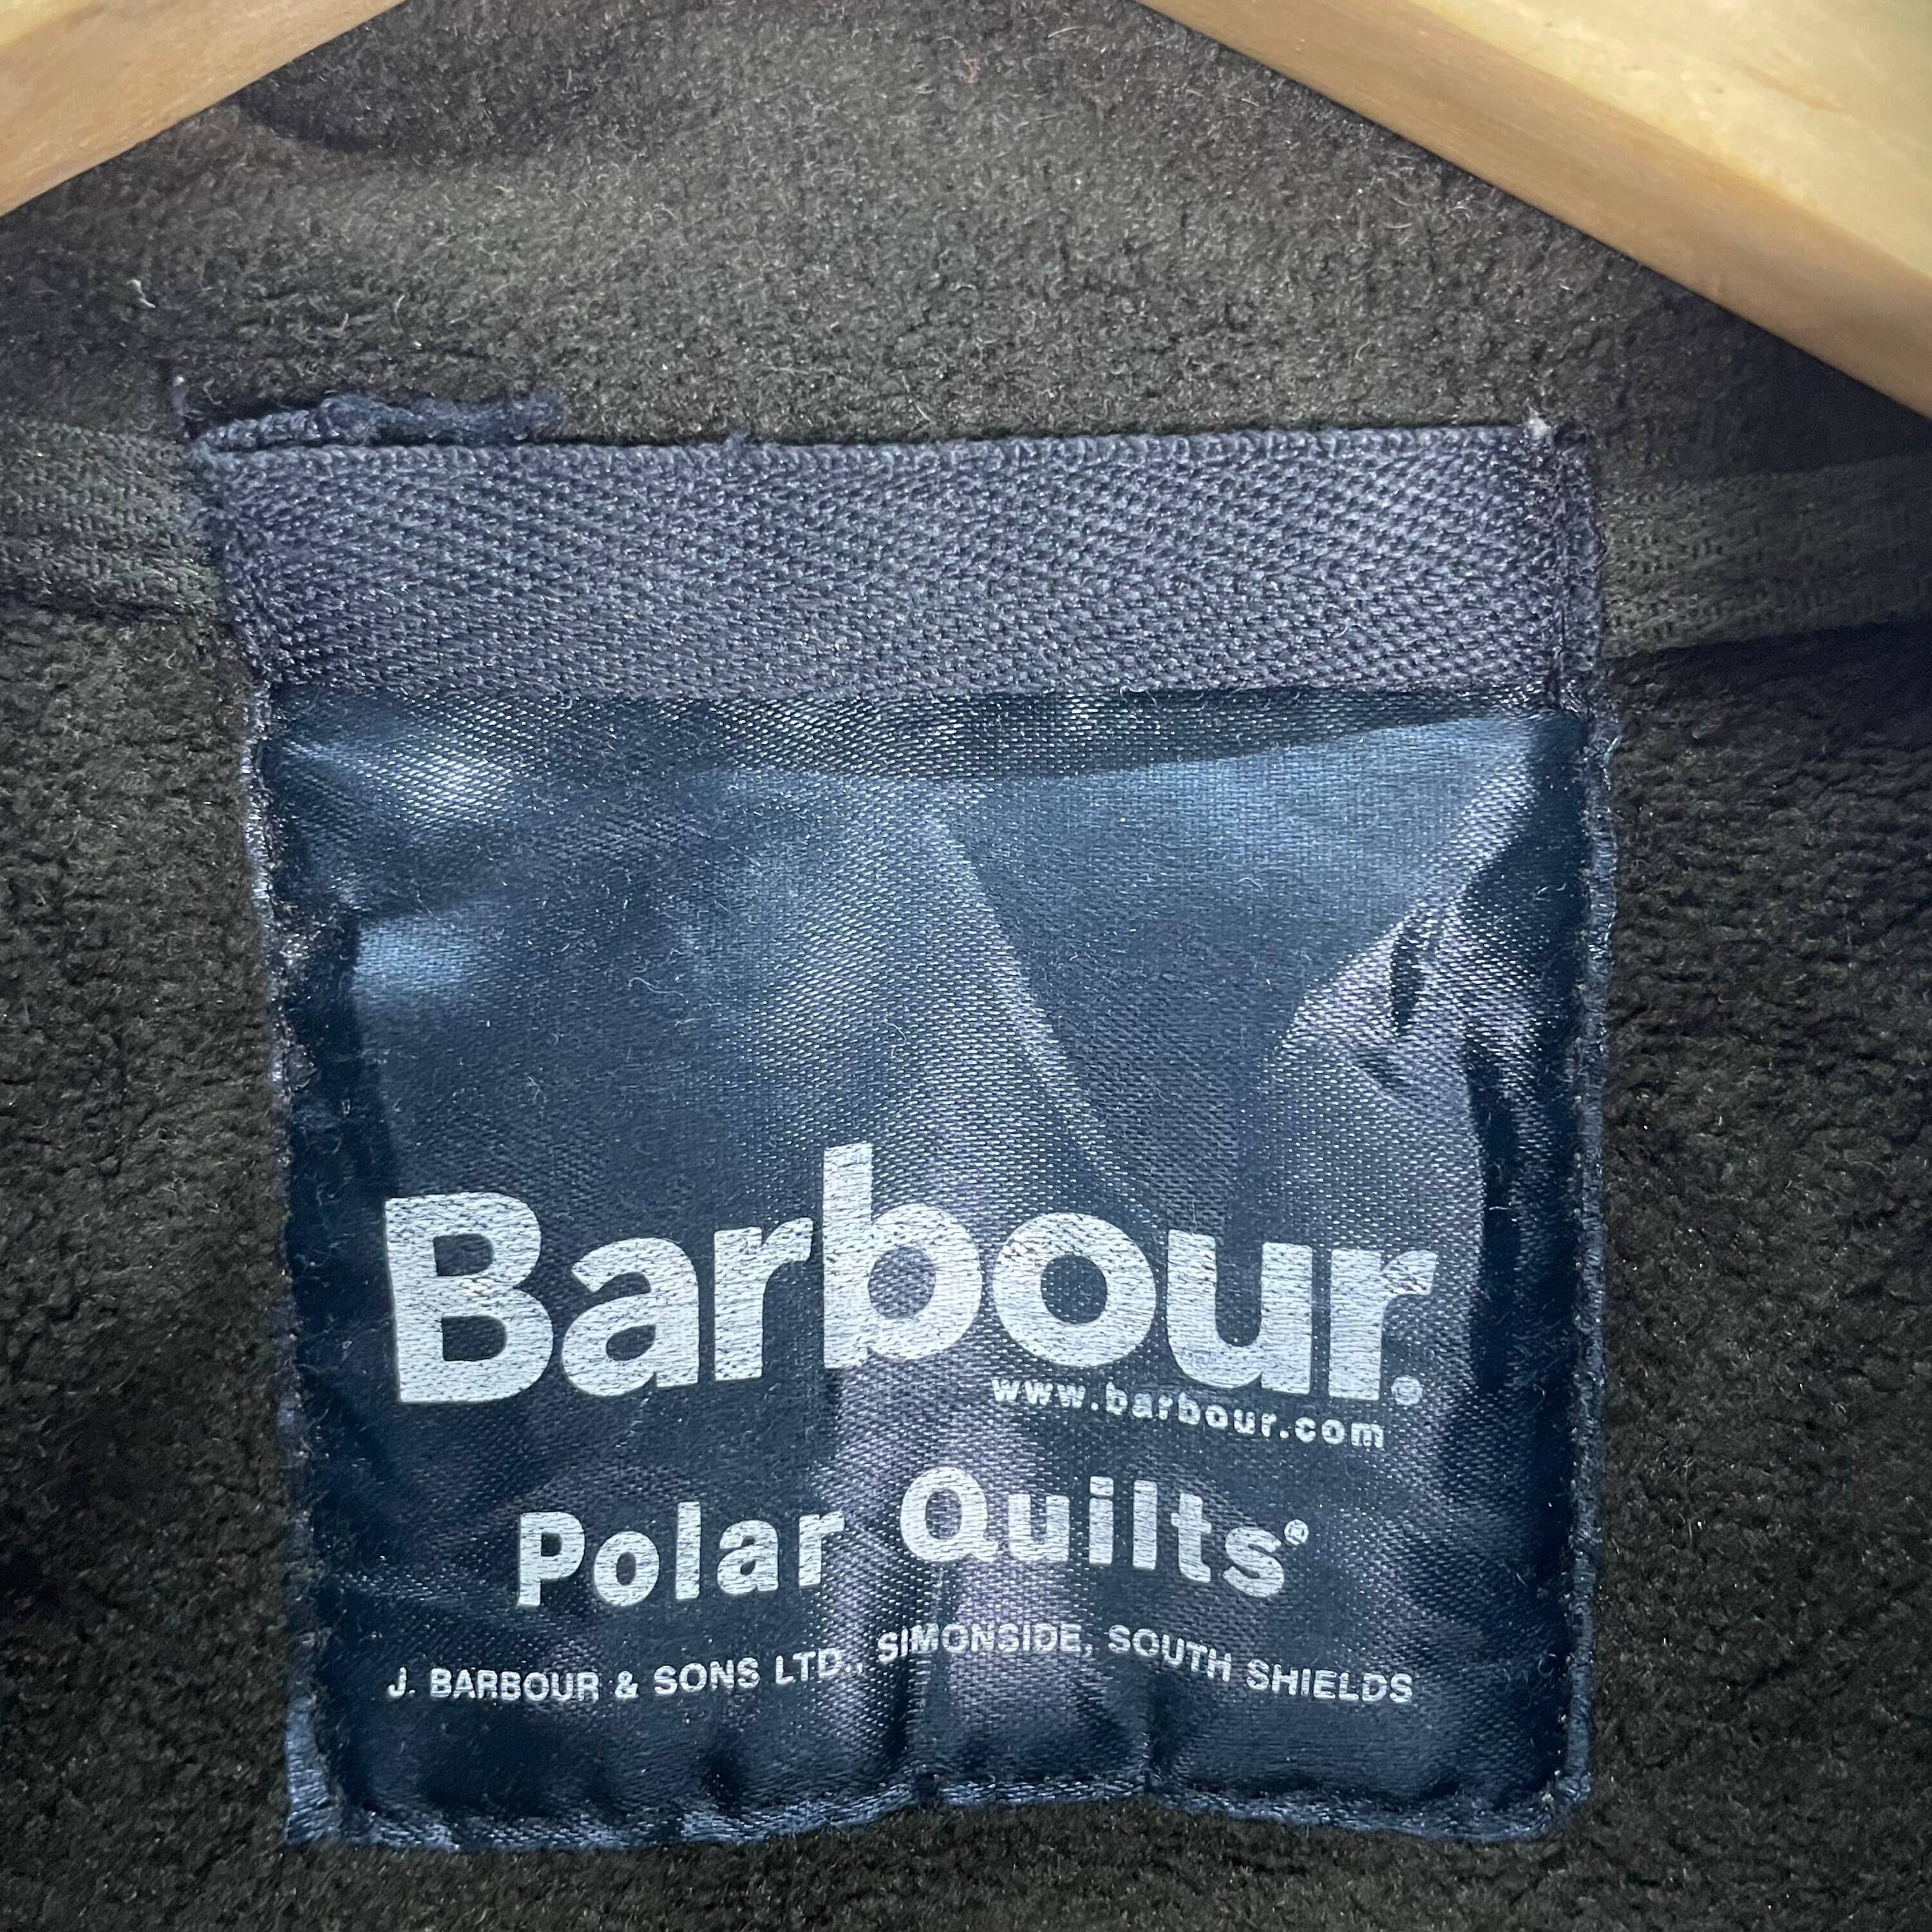 Barbour.®
www.barbour.com
Polar Quilts®
J. BARBOUR & SONS LTD., SIMONSIDE, SOUTH SHIELDS